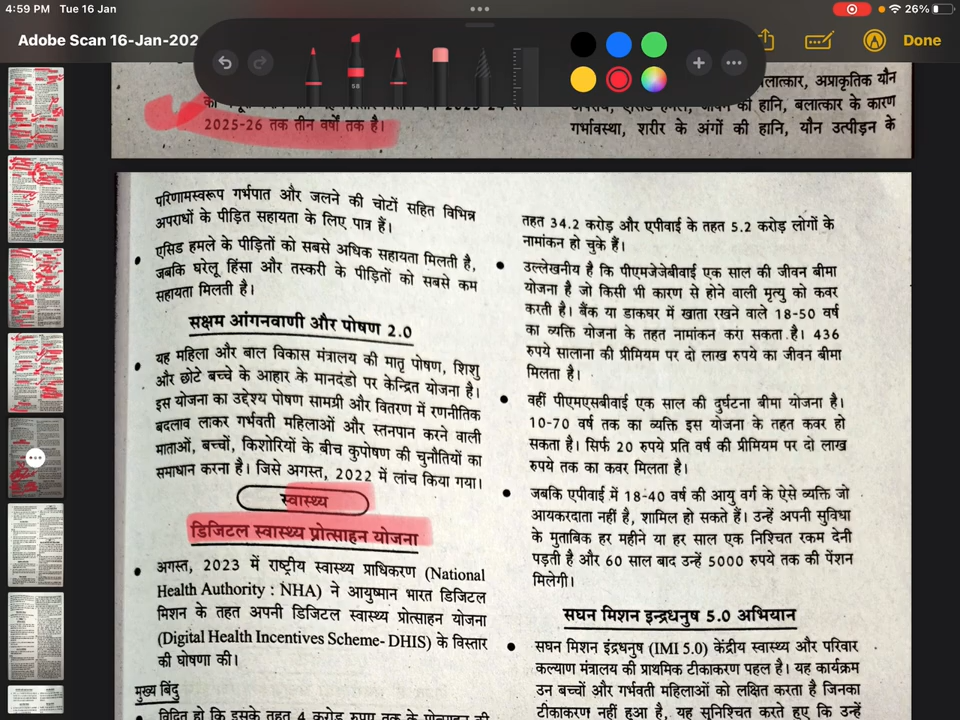 4:59 PM Tue 16 Jan
26%
Adobe Scan 16-Jan-202
58
Done
2025-26 तक तीन वर्षों तक है।
बलात्कार, अप्राकृतिक यौन
की हानि, बलात्कार के कारण
गर्भावस्था, शरीर के अंगों की हानि, यौन उत्पीड़न के
परिणामस्वरूप गर्भपात और जलने की चोटों सहित विभिन्न
अपराधों के पीड़ित सहायता के लिए पात्र हैं।
• एसिड हमले के पीड़ितों को सबसे अधिक सहायता मिलती है,
जबकि घरेलू हिंसा और तस्करी के पीड़ितों को सबसे कम
सहायता मिलती है।
सक्षम आंगनवाणी और पोषण 2.0
• यह महिला और बाल विकास मंत्रालय की मातृ पोषण, शिशु
और छोटे बच्चे के आहार के मानदंडो पर केन्द्रित योजना है।
इस योजना का उद्देश्य पोषण सामग्री और वितरण में रणनीतिक
बदलाव लाकर गर्भवती महिलाओं और स्तनपान करने वाली
माताओं, बच्चों, किशोरियों के बीच कुपोषण की चुनौतियों का
समाधान करना है। जिसे अगस्त, 2022 में लांच किया गया।
स्वास्थ्य
डिजिटल स्वास्थ्य प्रोत्साहन योजना
• अगस्त, 2023 में राष्ट्रीय स्वास्थ्य प्राधिकरण (National
Health Authority : NHA) ने आयुष्मान भारत डिजिटल
मिशन के तहत अपनी डिजिटल स्वास्थ्य प्रोत्साहन योजना
(Digital Health Incentives Scheme- DHIS) के विस्तार
की घोषणा की।
मुख्य बिंदु
• विदित हो कि इसके तहत 4 करोड़ रुपए तक के प्रोत्साहन की
तहत 34.2 करोड़ और एपीवाई के तहत 5.2 करोड़ लोगों के
नामांकन हो चुके हैं।
• उल्लेखनीय है कि पीएमजेजेबीवाई एक साल की जीवन बीमा
योजना है जो किसी भी कारण से होने वाली मृत्यु को कवर
करती है। बैंक या डाकघर में खाता रखने वाले 18-50 वर्ष
का व्यक्ति योजना के तहत नामांकन करा सकता है। 436
रुपये सालाना की प्रीमियम पर दो लाख रुपये का जीवन बीमा
मिलता है।
• वहीं पीएमएसबीवाई एक साल की दुर्घटना बीमा योजना है।
10-70 वर्ष तक का व्यक्ति इस योजना के तहत कवर हो
सकता है। सिर्फ 20 रुपये प्रति वर्ष की प्रीमियम पर दो लाख
रुपये तक का कवर मिलता है।
• जबकि एपीवाई में 18-40 वर्ष की आयु वर्ग के ऐसे व्यक्ति जो
आयकरदाता नहीं है, शामिल हो सकते हैं। उन्हें अपनी सुविधा
के मुताबिक हर महीने या हर साल एक निश्चित रकम देनी
पड़ती है और 60 साल बाद उन्हें 5000 रुपये तक की पेंशन
मिलेगी।
सघन मिशन इन्द्रधनुष 5.0 अभियान
• सघन मिशन इंद्रधनुष (IMI 5.0) केंद्रीय स्वास्थ्य और परिवार
कल्याण मंत्रालय की प्राथमिक टीकाकरण पहल है। यह कार्यक्रम
उन बच्चों और गर्भवती महिलाओं को लक्षित करता है जिनका
टीकाकरण नहीं हुआ है, यह सुनिश्चित करते हुए कि उन्हें